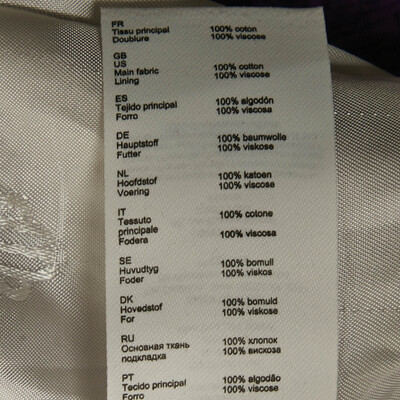 FR
Tissu principal 100% coton
Doublure 100% viscose
GB
US
Main fabric 100% cotton
Lining 100% viscose
ES
Tejido principal 100% algodón
Forro 100% viscosa
DE
Hauptstoff 100% baumwolle
Futter 100% viskose
NL
Hoofdstof 100% katoen
Voering 100% viscose
IT
Tessuto
principale 100% cotone
Fodera 100% viscosa
SE
Huvudtyg 100% bomull
Foder 100% viskos
DK
Hovedstof 100% bomuld
For 100% viskose
RU
Основная ткань 100% хлопок
подкладка 100% вискоза
PT
Tecido principal 100% algodão
Forro 100% viscose